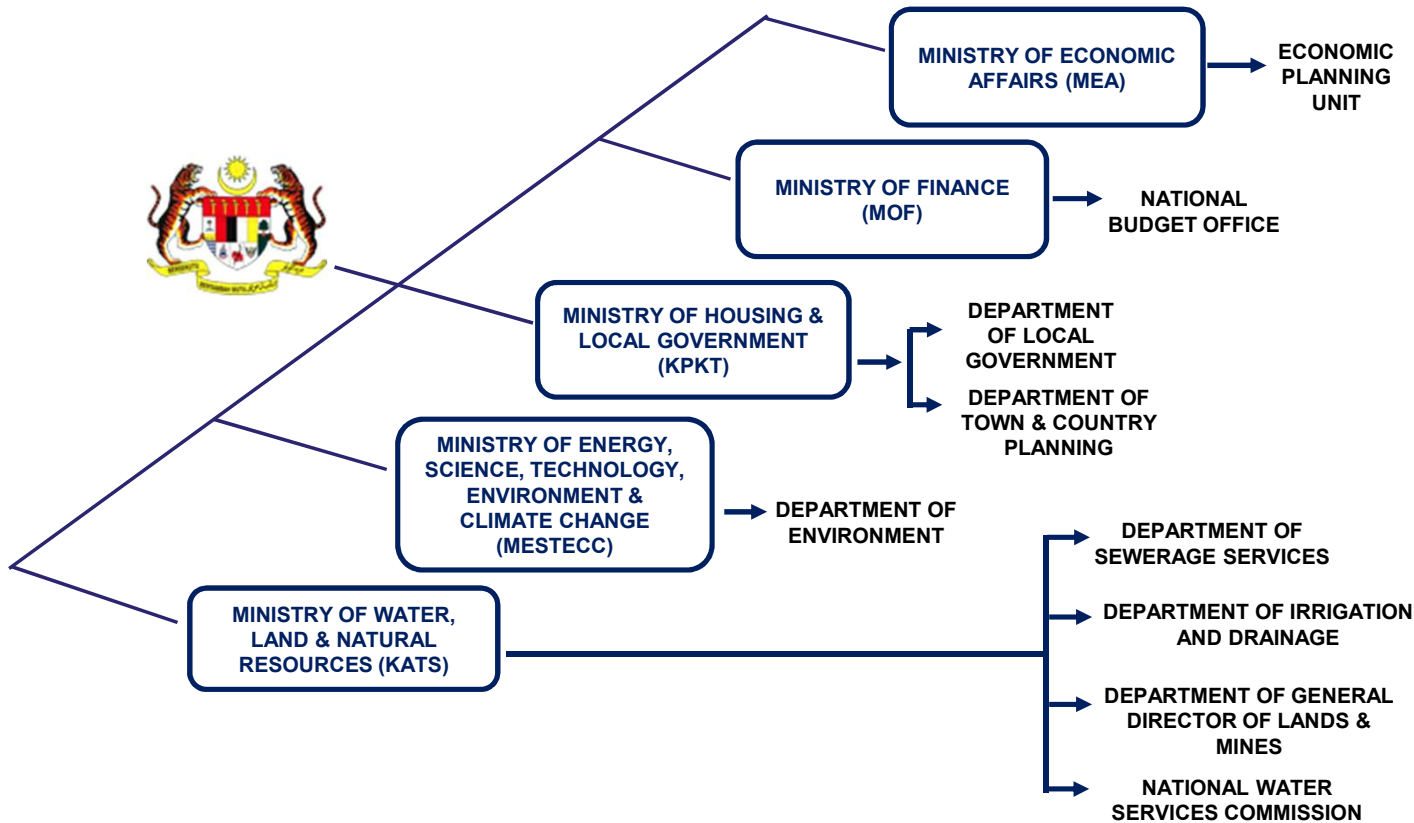 MINISTRY OF ECONOMIC
AFFAIRS (MEA)
ECONOMIC
PLANNING
UNIT
MINISTRY OF FINANCE
(MOF)
NATIONAL
BUDGET OFFICE
MINISTRY OF HOUSING &
LOCAL GOVERNMENT
(KPKT)
DEPARTMENT
OF LOCAL
GOVERNMENT
DEPARTMENT OF
TOWN & COUNTRY
PLANNING
MINISTRY OF ENERGY,
SCIENCE, TECHNOLOGY,
ENVIRONMENT &
CLIMATE CHANGE
(MESTECC)
DEPARTMENT OF
ENVIRONMENT
MINISTRY OF WATER,
LAND & NATURAL
RESOURCES (KATS)
DEPARTMENT OF
SEWERAGE SERVICES
DEPARTMENT OF IRRIGATION
AND DRAINAGE
DEPARTMENT OF GENERAL
DIRECTOR OF LANDS &
MINES
NATIONAL WATER
SERVICES COMMISSION